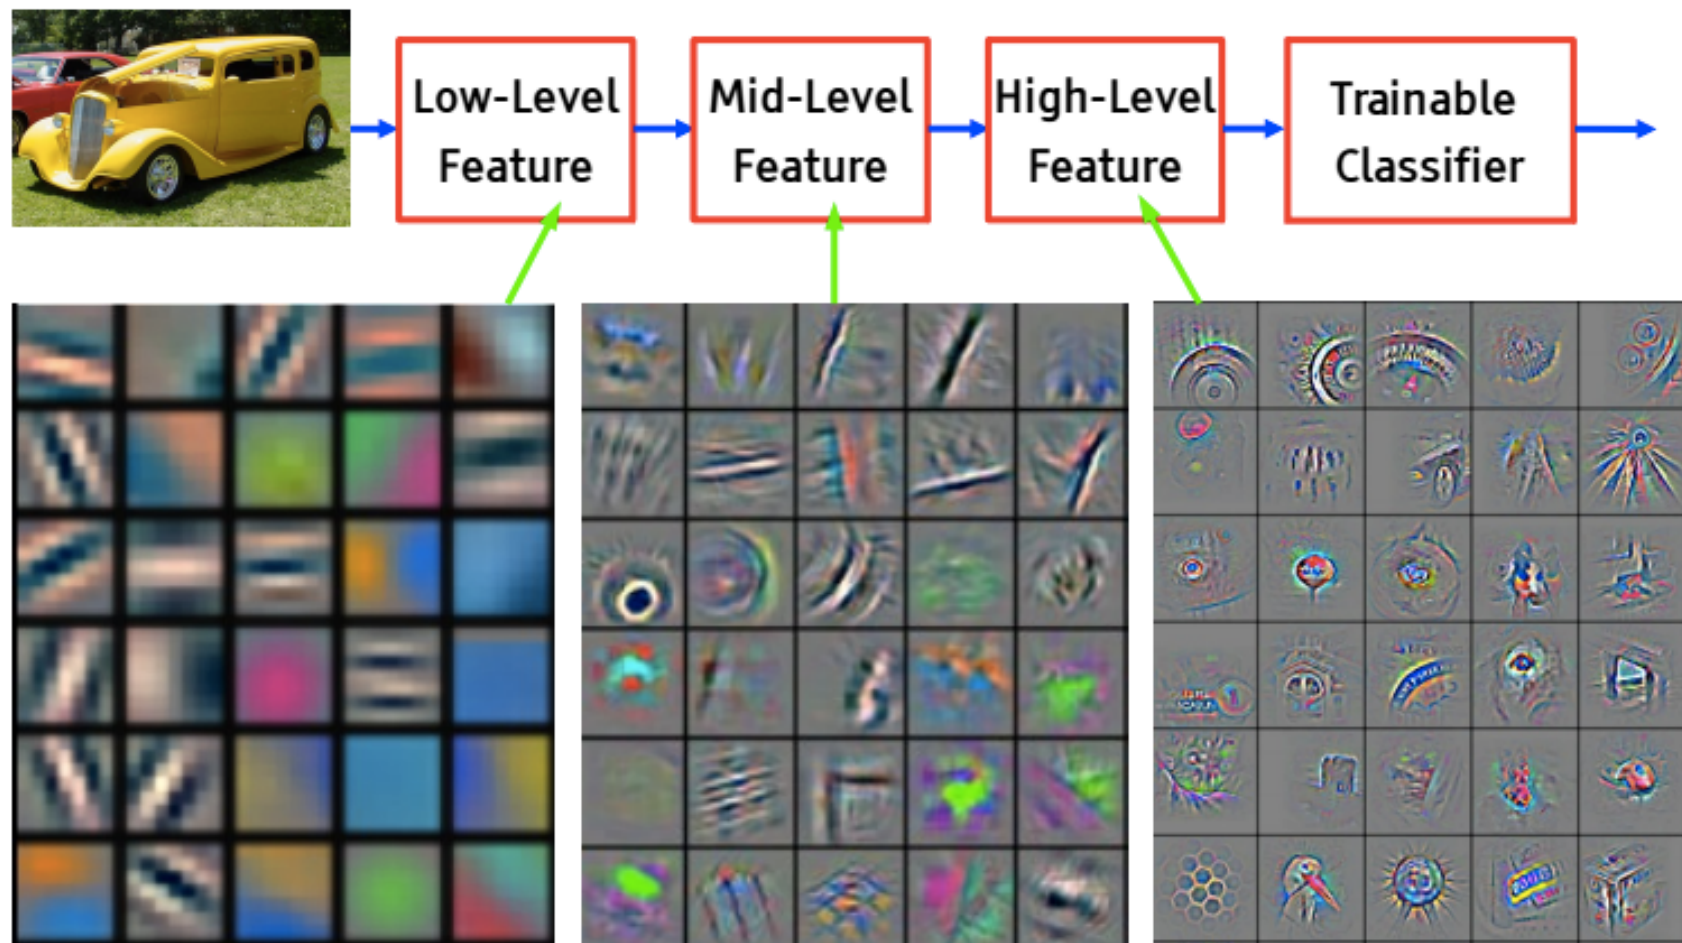 Low-Level
Feature
Mid-Level
Feature
High-Level
Feature
Trainable
Classifier